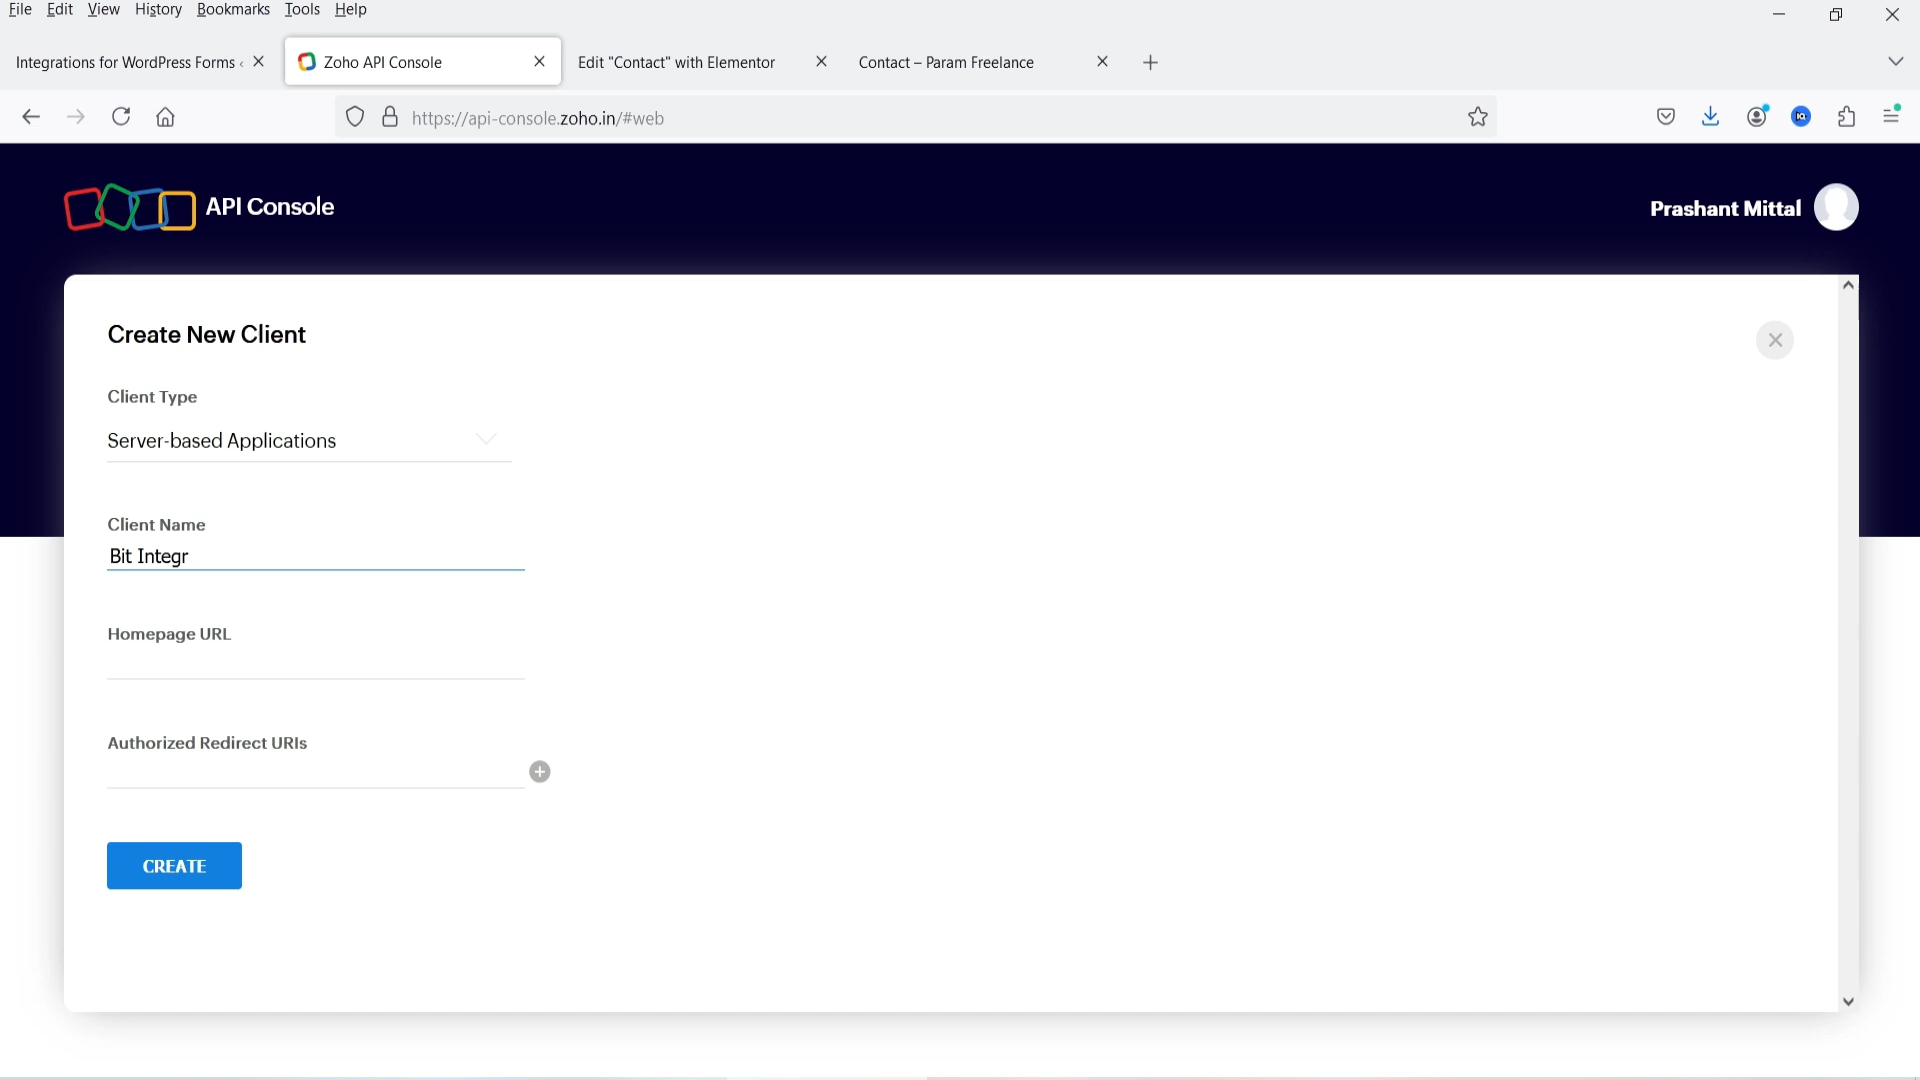 File Edit View History Bookmarks Tools Help
Integrations for WordPress Forms
Zoho API Console
Edit "Contact" with Elementor
Contact – Param Freelance
https://api-console.zoho.in/#web
API Console
Prashant Mittal
Create New Client
Client Type
Server-based Applications
Client Name
Bit Integr
Homepage URL
Authorized Redirect URIs
CREATE